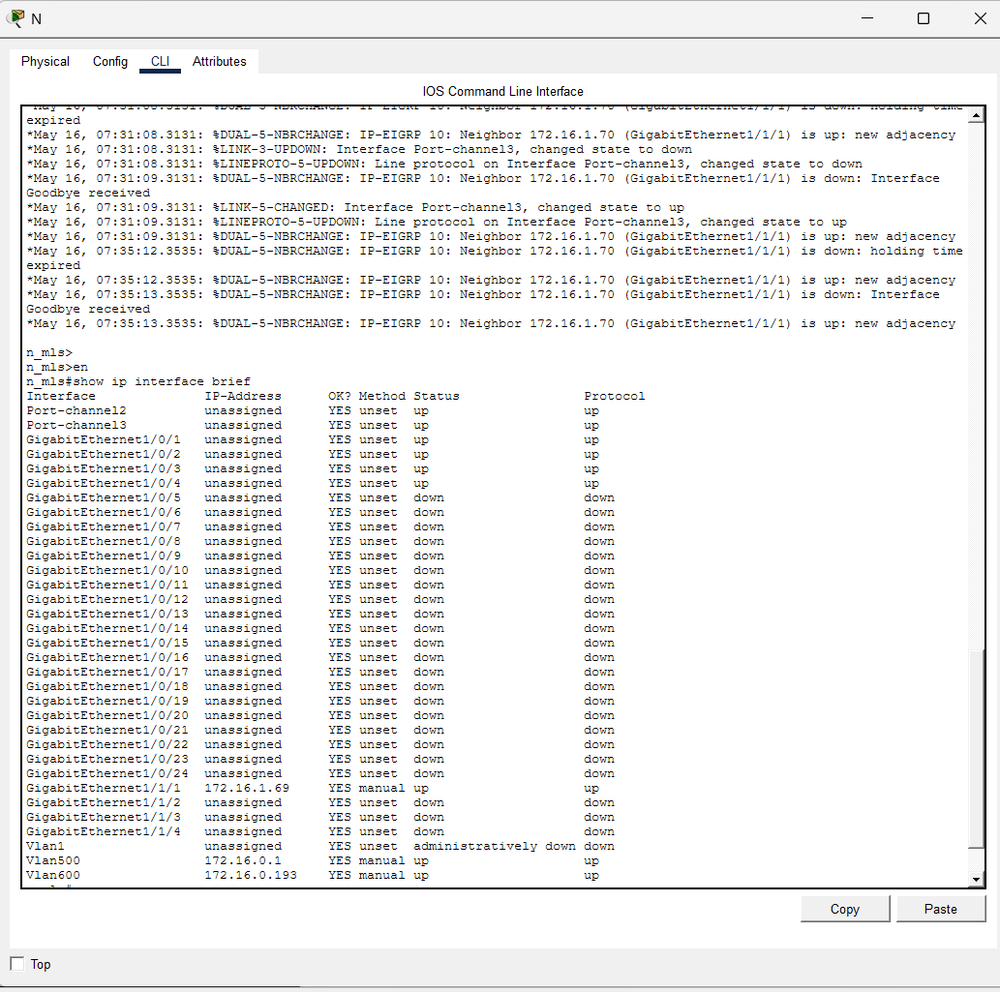 N
Physical Config CLI Attributes
IOS Command Line Interface
*May 16, 07:31:08.3131: %DUAL-5-NBRCHANGE: IP-EIGRP 10: Neighbor 172.16.1.70 (GigabitEthernet1/1/1) is down: holding time
expired
*May 16, 07:31:08.3131: %DUAL-5-NBRCHANGE: IP-EIGRP 10: Neighbor 172.16.1.70 (GigabitEthernet1/1/1) is up: new adjacency
*May 16, 07:31:08.3131: %LINK-3-UPDOWN: Interface Port-channel3, changed state to down
*May 16, 07:31:08.3131: %LINEPROTO-5-UPDOWN: Line protocol on Interface Port-channel3, changed state to down
*May 16, 07:31:09.3131: %DUAL-5-NBRCHANGE: IP-EIGRP 10: Neighbor 172.16.1.70 (GigabitEthernet1/1/1) is down: Interface
Goodbye received
*May 16, 07:31:09.3131: %LINK-5-CHANGED: Interface Port-channel3, changed state to up
*May 16, 07:31:09.3131: %LINEPROTO-5-UPDOWN: Line protocol on Interface Port-channel3, changed state to up
*May 16, 07:31:09.3131: %DUAL-5-NBRCHANGE: IP-EIGRP 10: Neighbor 172.16.1.70 (GigabitEthernet1/1/1) is up: new adjacency
*May 16, 07:35:12.3535: %DUAL-5-NBRCHANGE: IP-EIGRP 10: Neighbor 172.16.1.70 (GigabitEthernet1/1/1) is down: holding time
expired
*May 16, 07:35:12.3535: %DUAL-5-NBRCHANGE: IP-EIGRP 10: Neighbor 172.16.1.70 (GigabitEthernet1/1/1) is up: new adjacency
*May 16, 07:35:13.3535: %DUAL-5-NBRCHANGE: IP-EIGRP 10: Neighbor 172.16.1.70 (GigabitEthernet1/1/1) is down: Interface
Goodbye received
*May 16, 07:35:13.3535: %DUAL-5-NBRCHANGE: IP-EIGRP 10: Neighbor 172.16.1.70 (GigabitEthernet1/1/1) is up: new adjacency
n_mls>
n_mls>en
n_mls#show ip interface brief
Interface IP-Address OK? Method Status Protocol
Port-channel2 unassigned YES unset up up
Port-channel3 unassigned YES unset up up
GigabitEthernet1/0/1 unassigned YES unset up up
GigabitEthernet1/0/2 unassigned YES unset up up
GigabitEthernet1/0/3 unassigned YES unset up up
GigabitEthernet1/0/4 unassigned YES unset up up
GigabitEthernet1/0/5 unassigned YES unset down down
GigabitEthernet1/0/6 unassigned YES unset down down
GigabitEthernet1/0/7 unassigned YES unset down down
GigabitEthernet1/0/8 unassigned YES unset down down
GigabitEthernet1/0/9 unassigned YES unset down down
GigabitEthernet1/0/10 unassigned YES unset down down
GigabitEthernet1/0/11 unassigned YES unset down down
GigabitEthernet1/0/12 unassigned YES unset down down
GigabitEthernet1/0/13 unassigned YES unset down down
GigabitEthernet1/0/14 unassigned YES unset down down
GigabitEthernet1/0/15 unassigned YES unset down down
GigabitEthernet1/0/16 unassigned YES unset down down
GigabitEthernet1/0/17 unassigned YES unset down down
GigabitEthernet1/0/18 unassigned YES unset down down
GigabitEthernet1/0/19 unassigned YES unset down down
GigabitEthernet1/0/20 unassigned YES unset down down
GigabitEthernet1/0/21 unassigned YES unset down down
GigabitEthernet1/0/22 unassigned YES unset down down
GigabitEthernet1/0/23 unassigned YES unset down down
GigabitEthernet1/0/24 unassigned YES unset down down
GigabitEthernet1/1/1 172.16.1.69 YES manual up up
GigabitEthernet1/1/2 unassigned YES unset down down
GigabitEthernet1/1/3 unassigned YES unset down down
GigabitEthernet1/1/4 unassigned YES unset down down
Vlan1 unassigned YES unset administratively down down
Vlan500 172.16.0.1 YES manual up up
Vlan600 172.16.0.193 YES manual up up
Copy Paste
Top